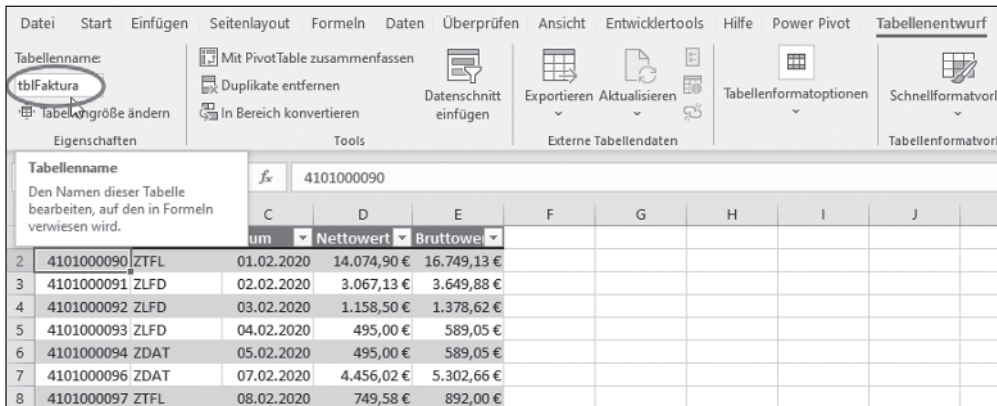 Datei Start Einfügen Seitenlayout Formeln Daten Überprüfen Ansicht Entwicklertools Hilfe Power Pivot Tabellenentwurf
Tabellenname:
tblFaktura
Tabellengröße ändern
Eigenschaften
Mit PivotTable zusammenfassen
Duplikate entfernen
In Bereich konvertieren
Tools
Datenschnitt
einfügen
Exportieren Aktualisieren
Externe Tabellendaten
Tabellenformatoptionen
Schnellformatvorl
Tabellenformatvorl
Tabellenname
Den Namen dieser Tabelle
bearbeiten, auf den in Formeln
verwiesen wird.
fx 4101000090
C D E F G H I J
um Nettowert Bruttower
2 4101000090 ZTFL 01.02.2020 14.074,90 € 16.749,13 €
3 4101000091 ZLFD 02.02.2020 3.067,13 € 3.649,88 €
4 4101000092 ZLFD 03.02.2020 1.158,50 € 1.378,62 €
5 4101000093 ZLFD 04.02.2020 495,00 € 589,05 €
6 4101000094 ZDAT 05.02.2020 495,00 € 589,05 €
7 4101000096 ZDAT 07.02.2020 4.456,02 € 5.302,66 €
8 4101000097 ZTFL 08.02.2020 749,58 € 892,00 €